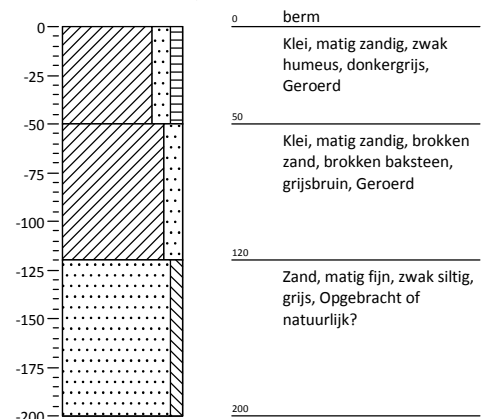 0
-25
-50
-75
-100
-125
-150
-175
-200
0 berm
Klei, matig zandig, zwak
humeus, donkergrijs,
Geroerd
50
Klei, matig zandig, brokken
zand, brokken baksteen,
grijsbruin, Geroerd
120
Zand, matig fijn, zwak siltig,
grijs, Opgebracht of
natuurlijk?
200